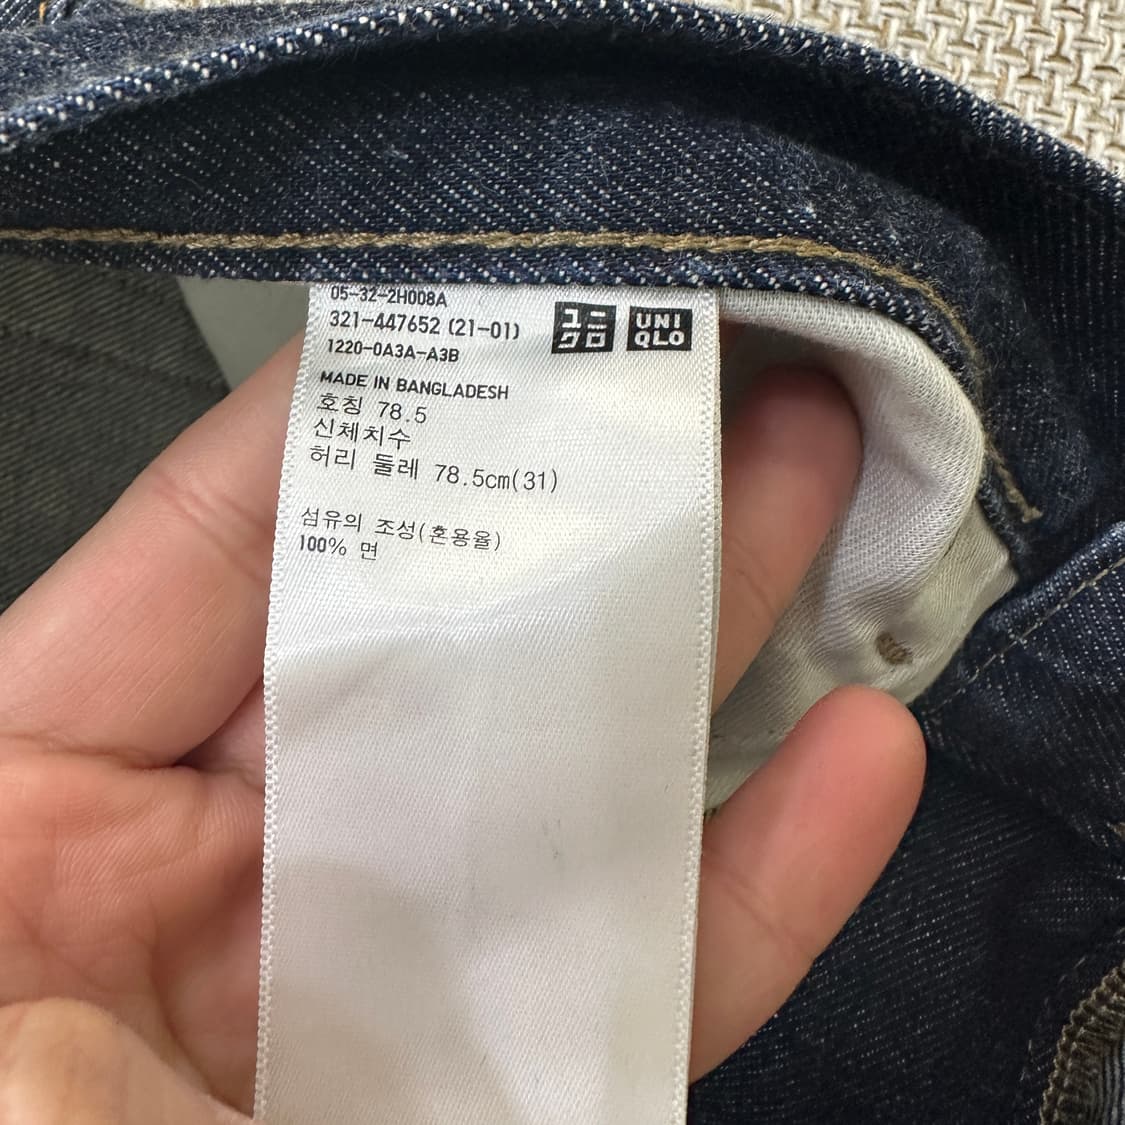 05-32-2H008A
321-447652 (21-01)
1220-0A3A-A3B
ユニ
クロ
UNI
QLO
MADE IN BANGLADESH
호칭 78.5
신체치수
허리 둘레 78.5cm(31)
섬유의 조성(혼용율)
100% 면